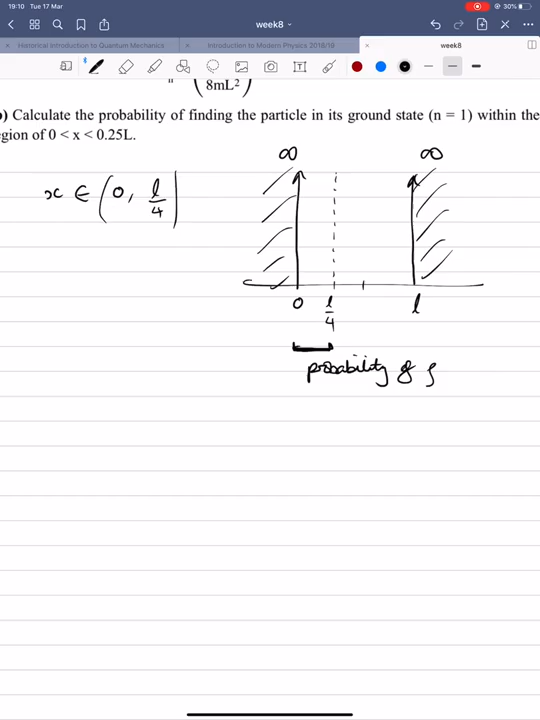 19:10 Tue 17 Mar
30%
week8
Historical Introduction to Quantum Mechanics
Introduction to Modern Physics 2018/19
week8
8mL²
) Calculate the probability of finding the particle in its ground state (n = 1) within the
egion of 0 < x < 0.25L.
∞ ∞
x ∈ (0, l/4)
0 l/4 l
probability of